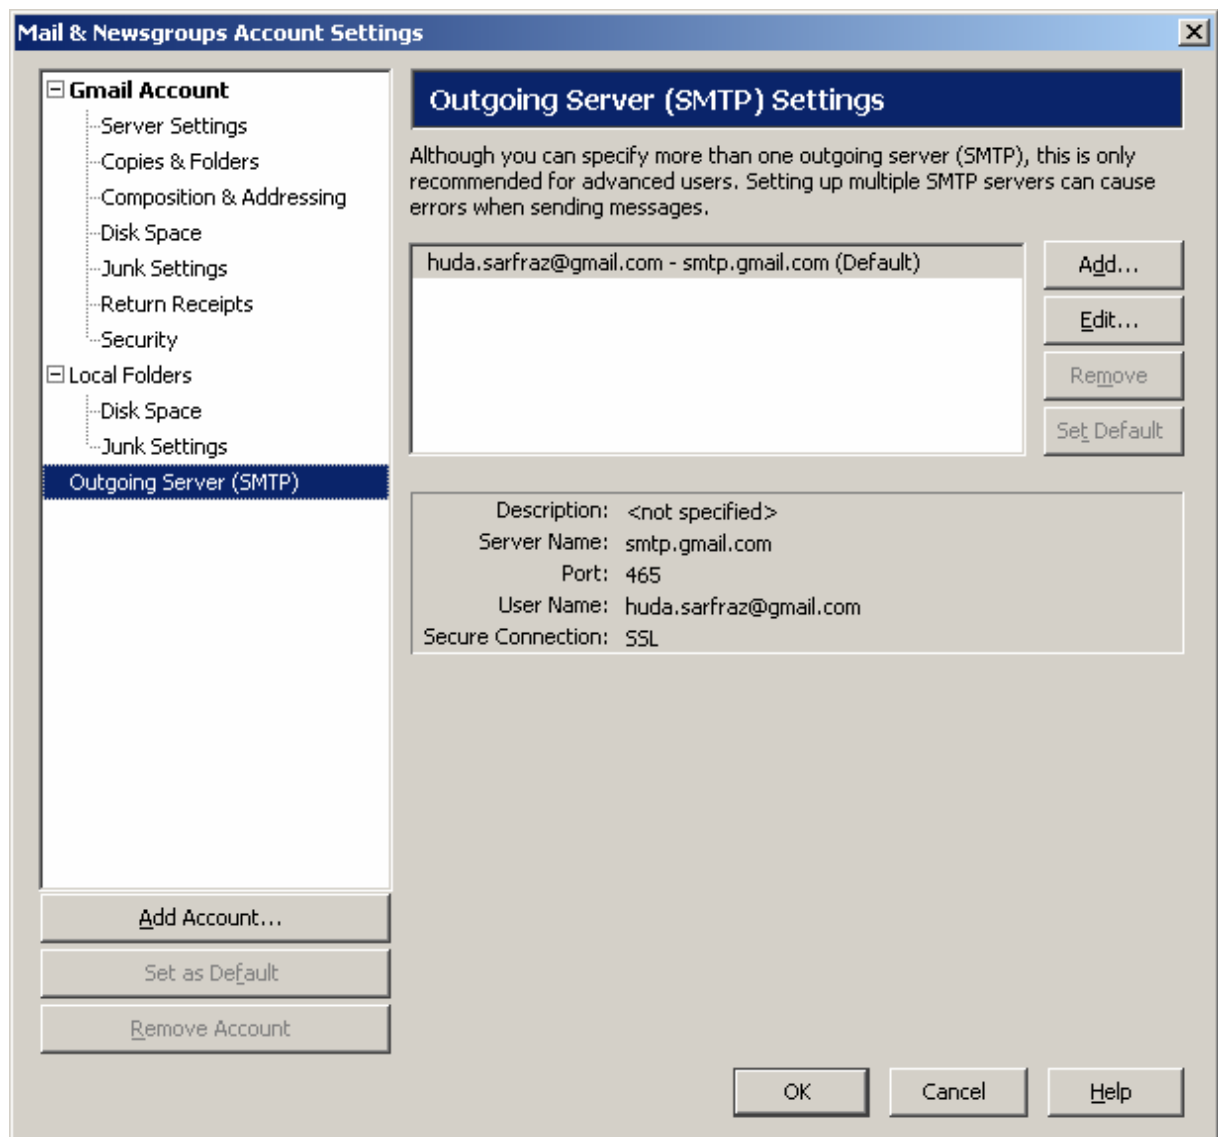 Mail & Newsgroups Account Settings
Gmail Account
Server Settings
Copies & Folders
Composition & Addressing
Disk Space
Junk Settings
Return Receipts
Security
Local Folders
Disk Space
Junk Settings
Outgoing Server (SMTP)
Add Account...
Set as Default
Remove Account
Outgoing Server (SMTP) Settings
Although you can specify more than one outgoing server (SMTP), this is only
recommended for advanced users. Setting up multiple SMTP servers can cause
errors when sending messages.
huda.sarfraz@gmail.com - smtp.gmail.com (Default)
Add...
Edit...
Remove
Set Default
Description: <not specified>
Server Name: smtp.gmail.com
Port: 465
User Name: huda.sarfraz@gmail.com
Secure Connection: SSL
OK
Cancel
Help